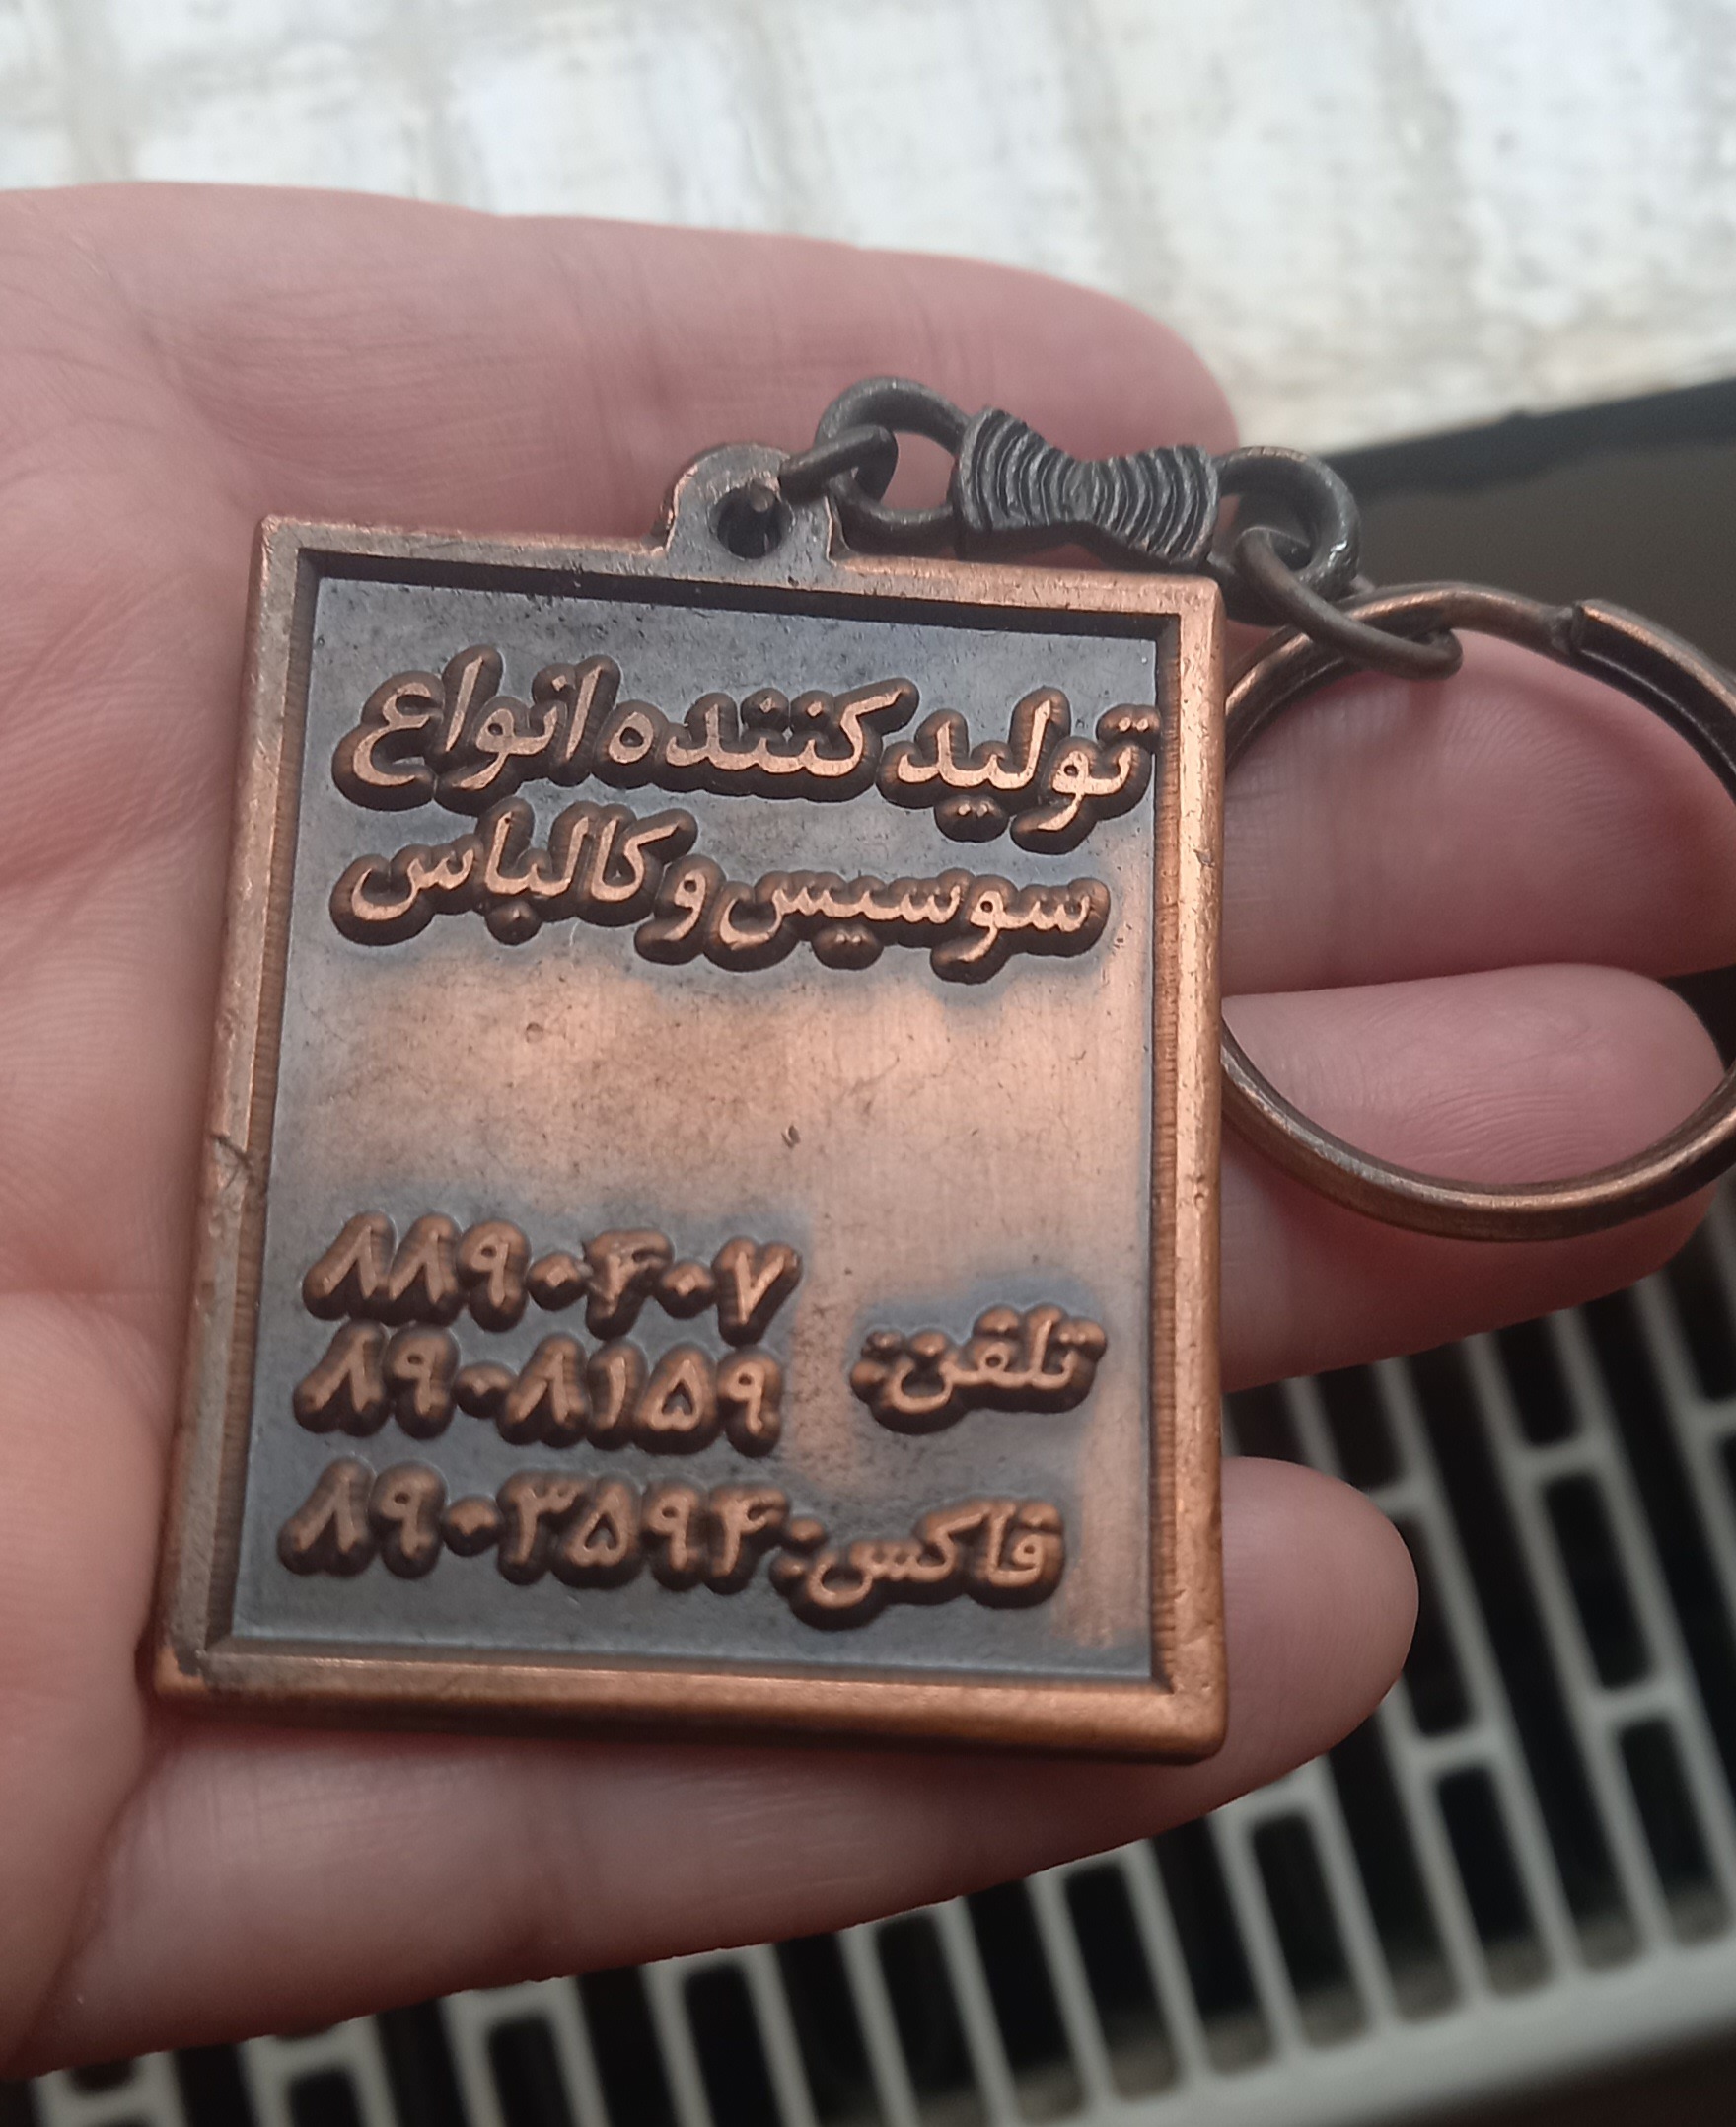 تولید کننده انواع
سوسیس و کالباس
تلفن: ۸۸۹۰۴۰۷
۸۹۰۸۱۵۹
فاکس: ۸۹۰۳۵۹۴